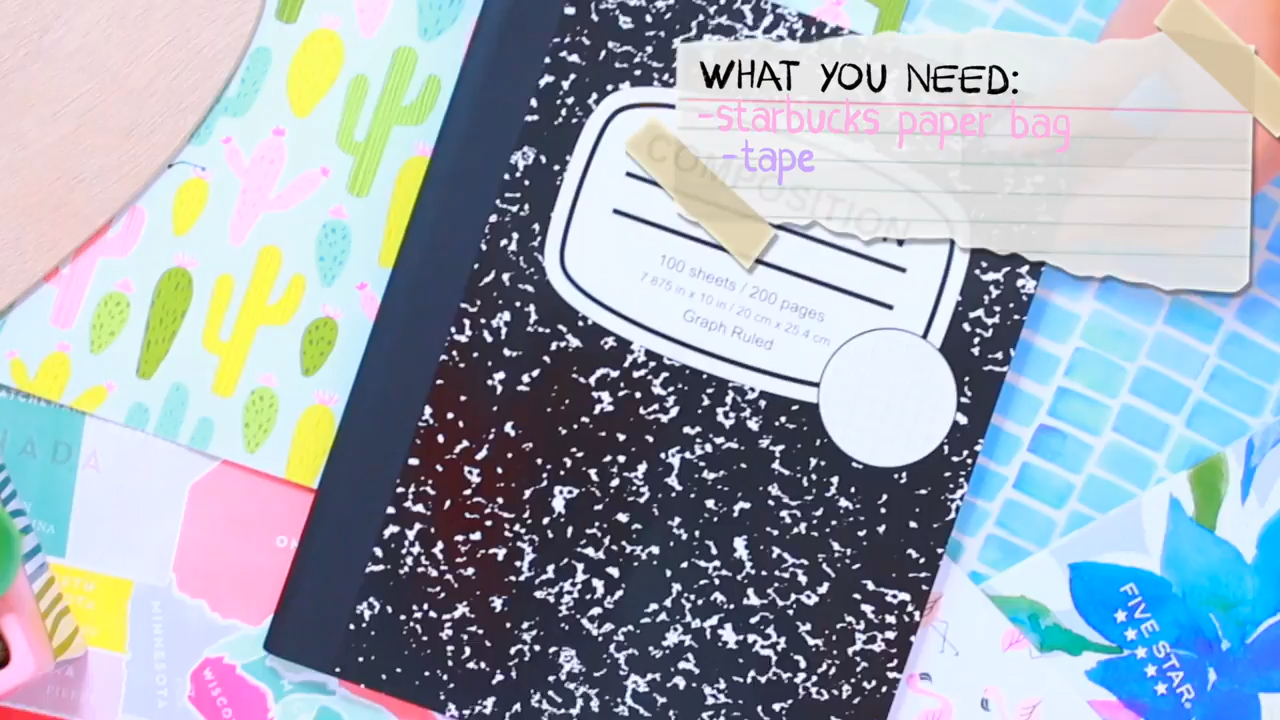 WHAT YOU NEED:
-starbucks paper bag
-tape
COMPOSITION
100 sheets / 200 pages
7.875 in x 10 in / 20 cm x 25.4 cm
Graph Ruled
MINNESOTA
FIVE STAR